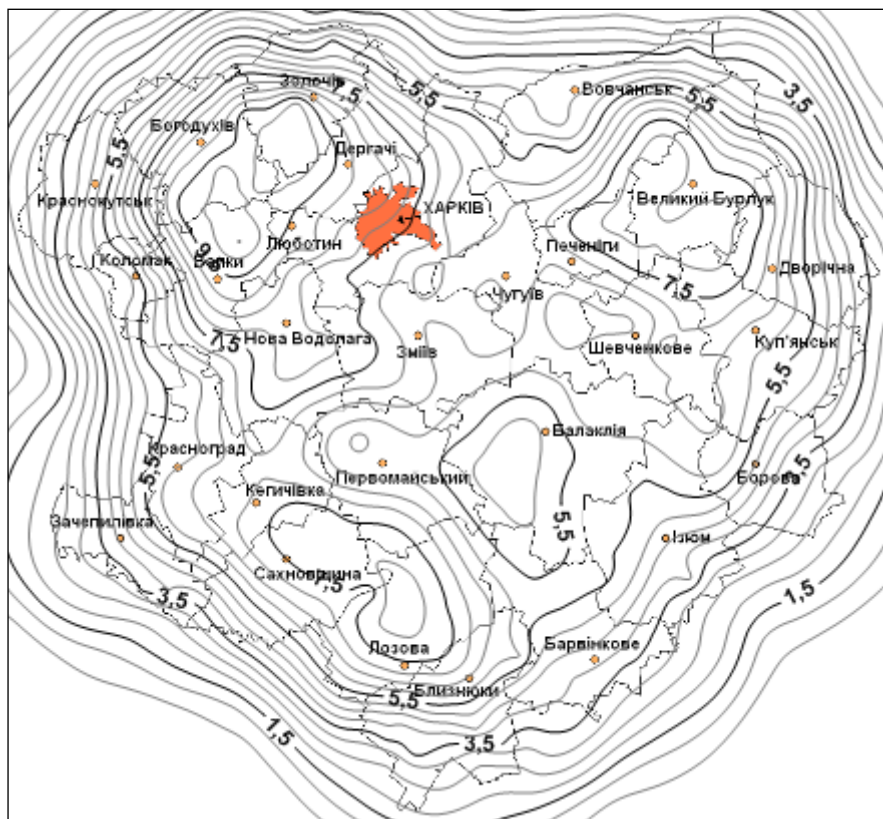 3,5
Золочів
7,5
5,5
Вовчанськ
5,5
Богодухів
5,5
Дергачі
Краснокутськ
ХАРКІВ
Великий Бурлук
Люботин
Печеніги
9,5
Коломак
Валки
Дворічна
Чугуїв
7,5
7,5
Нова Водолага
Зміїв
Шевченкове
Куп'янськ
5,5
Балаклія
Красноград
5,5
Первомайський
Борова
3,5
Кегичівка
5,5
Зачепилівка
Ізюм
Сахновщина
7,5
3,5
1,5
Лозова
Барвінкове
Близнюки
5,5
1,5
3,5